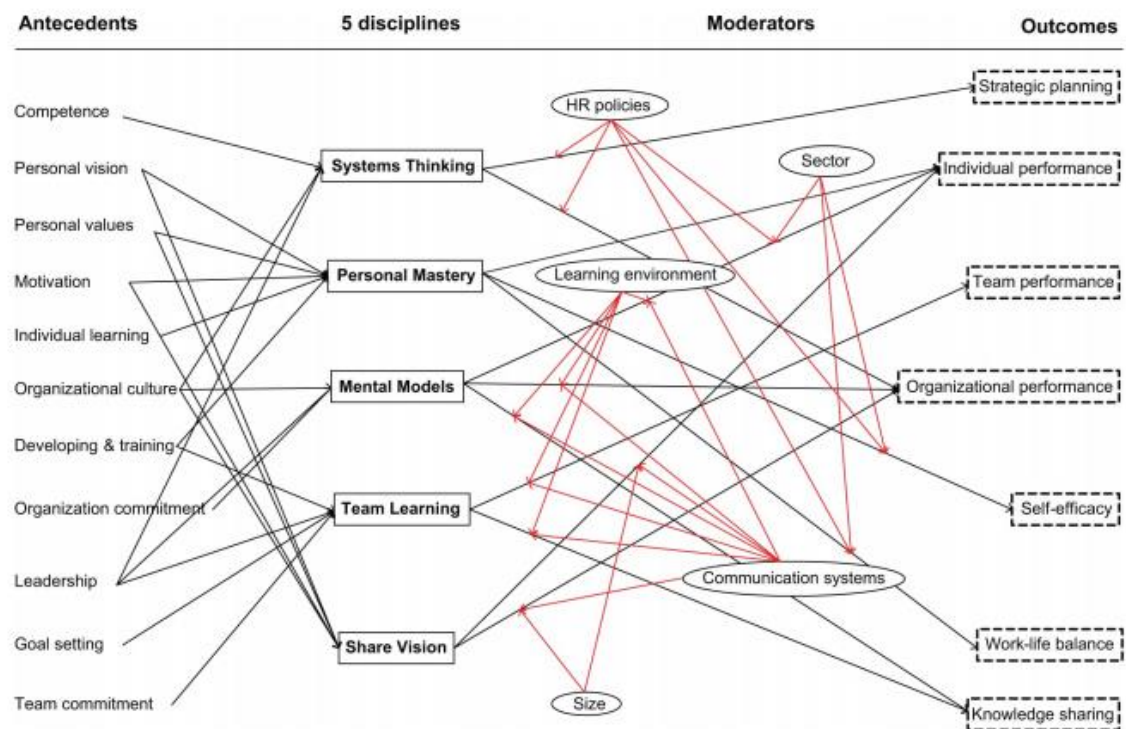 Antecedents
5 disciplines
Moderators
Outcomes
Competence
Personal vision
Personal values
Motivation
Individual learning
Organizational culture
Developing & training
Organization commitment
Leadership
Goal setting
Team commitment
Systems Thinking
Personal Mastery
Mental Models
Team Learning
Share Vision
HR policies
Sector
Learning environment
Communication systems
Size
Strategic planning
Individual performance
Team performance
Organizational performance
Self-efficacy
Work-life balance
Knowledge sharing